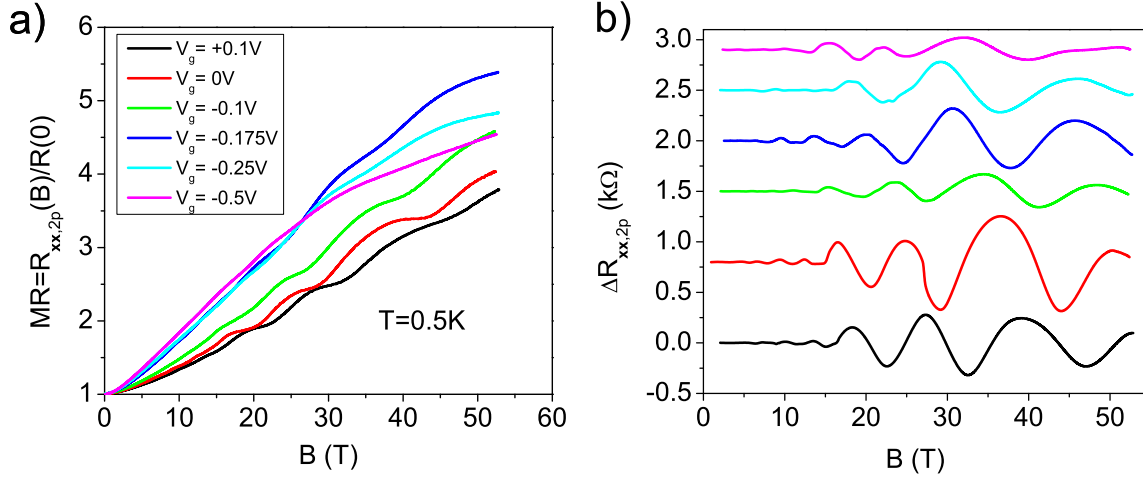 a)
MR=R_xx,2p(B)/R(0)
6
5
4
3
2
1
V_g= +0.1V
V_g= 0V
V_g= -0.1V
V_g= -0.175V
V_g= -0.25V
V_g= -0.5V
T=0.5K
0 10 20 30 40 50 60
B (T)
b)
ΔR_xx,2p (kΩ)
3.0
2.5
2.0
1.5
1.0
0.5
0.0
-0.5
0 10 20 30 40 50
B (T)